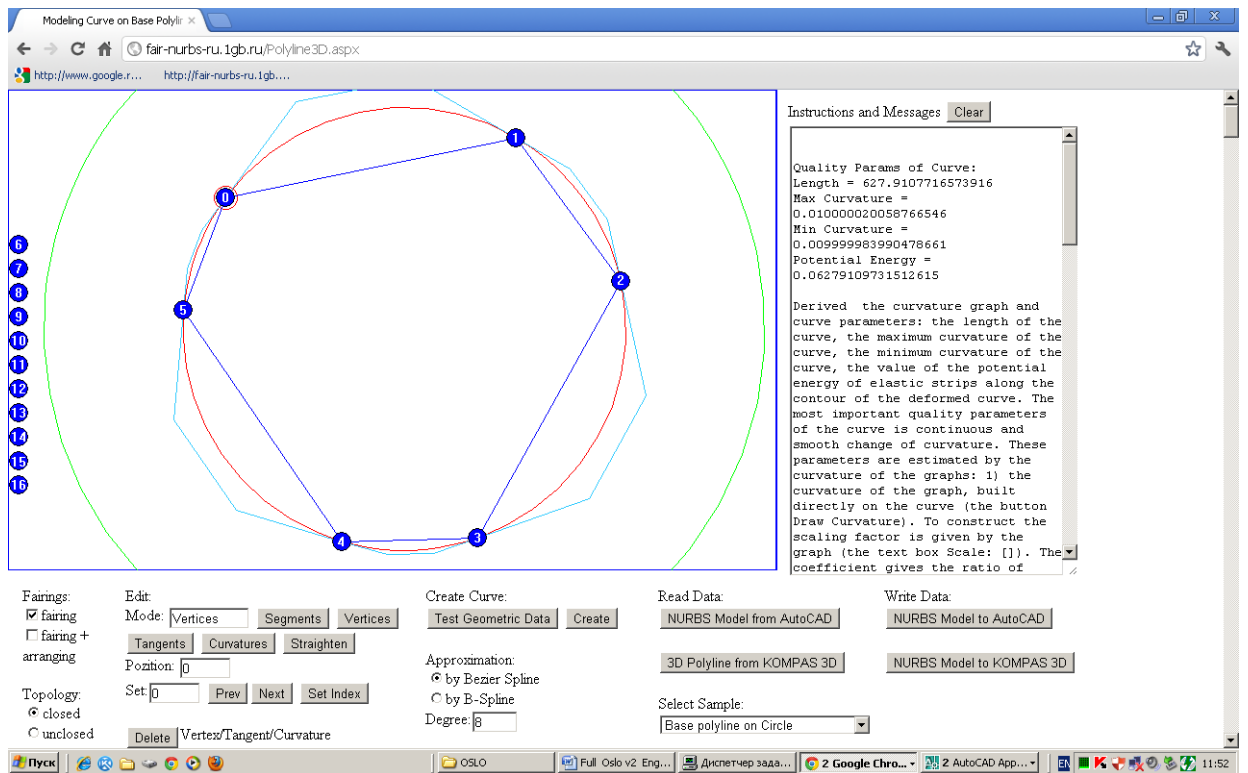 Modeling Curve on Base Polylir ×
fair-nurbs-ru.1gb.ru/Polyline3D.aspx
http://www.google.r... http://fair-nurbs-ru.1gb....
Instructions and Messages Clear
0
1
2
3
4
5
6
7
8
9
10
11
12
13
14
15
16
Quality Params of Curve:
Length = 627.9107716573916
Max Curvature =
0.010000020058766546
Min Curvature =
0.009999983990478661
Potential Energy =
0.06279109731512615
Derived the curvature graph and
curve parameters: the length of the
curve, the maximum curvature of the
curve, the minimum curvature of the
curve, the value of the potential
energy of elastic strips along the
contour of the deformed curve. The
most important quality parameters
of the curve is continuous and
smooth change of curvature. These
parameters are estimated by the
curvature of the graphs: 1) the
curvature of the graph, built
directly on the curve (the button
Draw Curvature). To construct the
scaling factor is given by the
graph (the text box Scale: []). The
coefficient gives the ratio of
Fairings:
fairing
fairing +
arranging
Topology:
closed
unclosed
Edit:
Mode: Vertices Segments Vertices
Tangents Curvatures Straighten
Pozition: 0
Set: 0 Prev Next Set Index
Delete Vertex/Tangent/Curvature
Create Curve:
Test Geometric Data Create
Approximation:
by Bezier Spline
by B-Spline
Degree: 8
Read Data:
NURBS Model from AutoCAD
3D Polyline from KOMPAS 3D
Select Sample:
Base polyline on Circle
Write Data:
NURBS Model to AutoCAD
NURBS Model to KOMPAS 3D
Пуск OSLO Full Oslo v2 Eng... Диспетчер зада... 2 Google Chro... 2 AutoCAD App... EN 11:52